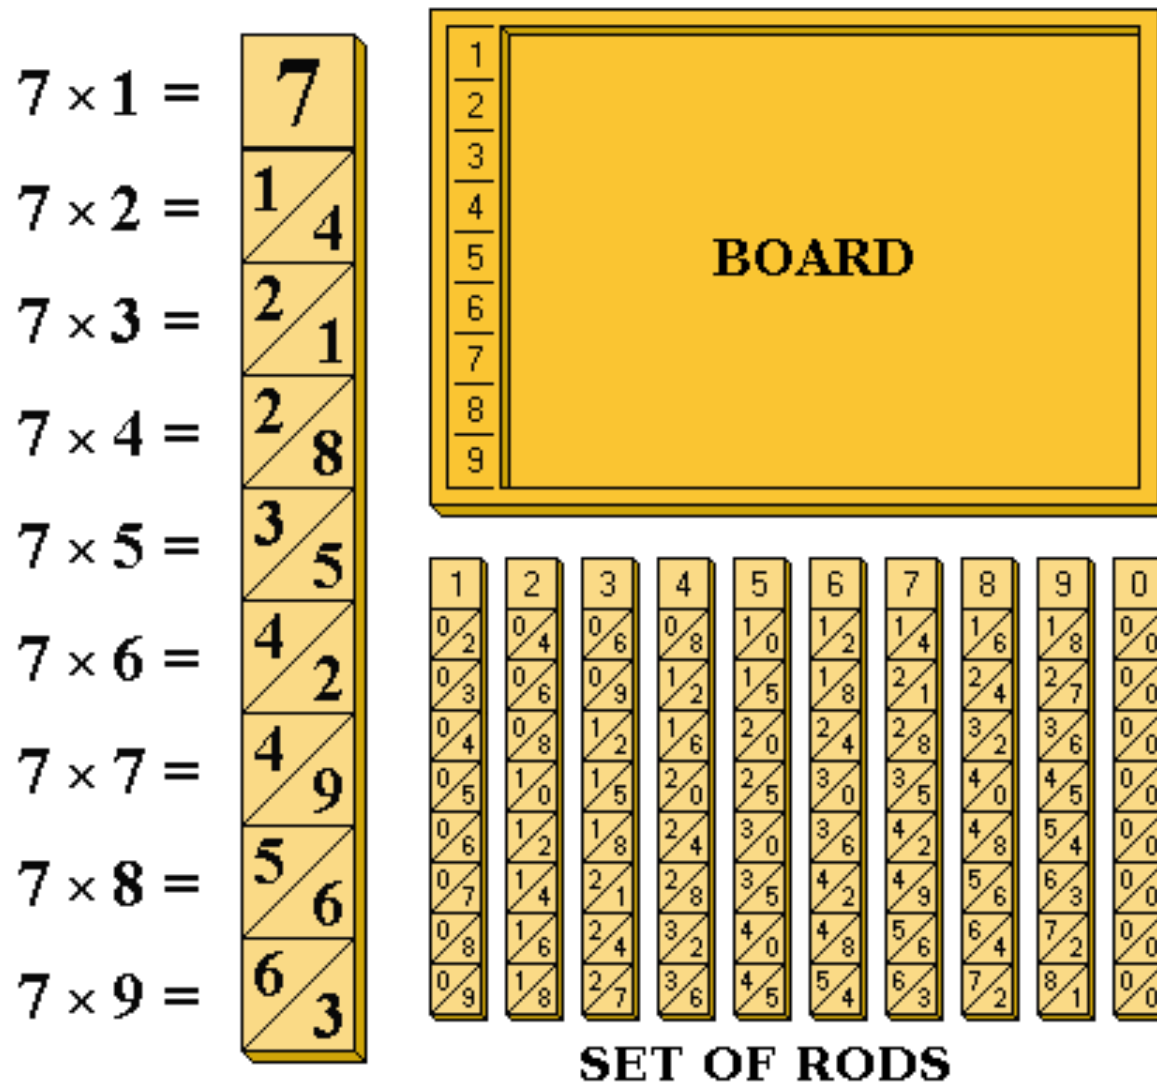 7 × 1 =
7
7 × 2 =
1/4
7 × 3 =
2/1
7 × 4 =
2/8
7 × 5 =
3/5
7 × 6 =
4/2
7 × 7 =
4/9
7 × 8 =
5/6
7 × 9 =
6/3
1
2
3
4
5
6
7
8
9
BOARD
1 2 3 4 5 6 7 8 9 0
0/2 0/4 0/6 0/8 1/0 1/2 1/4 1/6 1/8 0/0
0/3 0/6 0/9 1/2 1/5 1/8 2/1 2/4 2/7 0/0
0/4 0/8 1/2 1/6 2/0 2/4 2/8 3/2 3/6 0/0
0/5 1/0 1/5 2/0 2/5 3/0 3/5 4/0 4/5 0/0
0/6 1/2 1/8 2/4 3/0 3/6 4/2 4/8 5/4 0/0
0/7 1/4 2/1 2/8 3/5 4/2 4/9 5/6 6/3 0/0
0/8 1/6 2/4 3/2 4/0 4/8 5/6 6/4 7/2 0/0
0/9 1/8 2/7 3/6 4/5 5/4 6/3 7/2 8/1 0/0
SET OF RODS